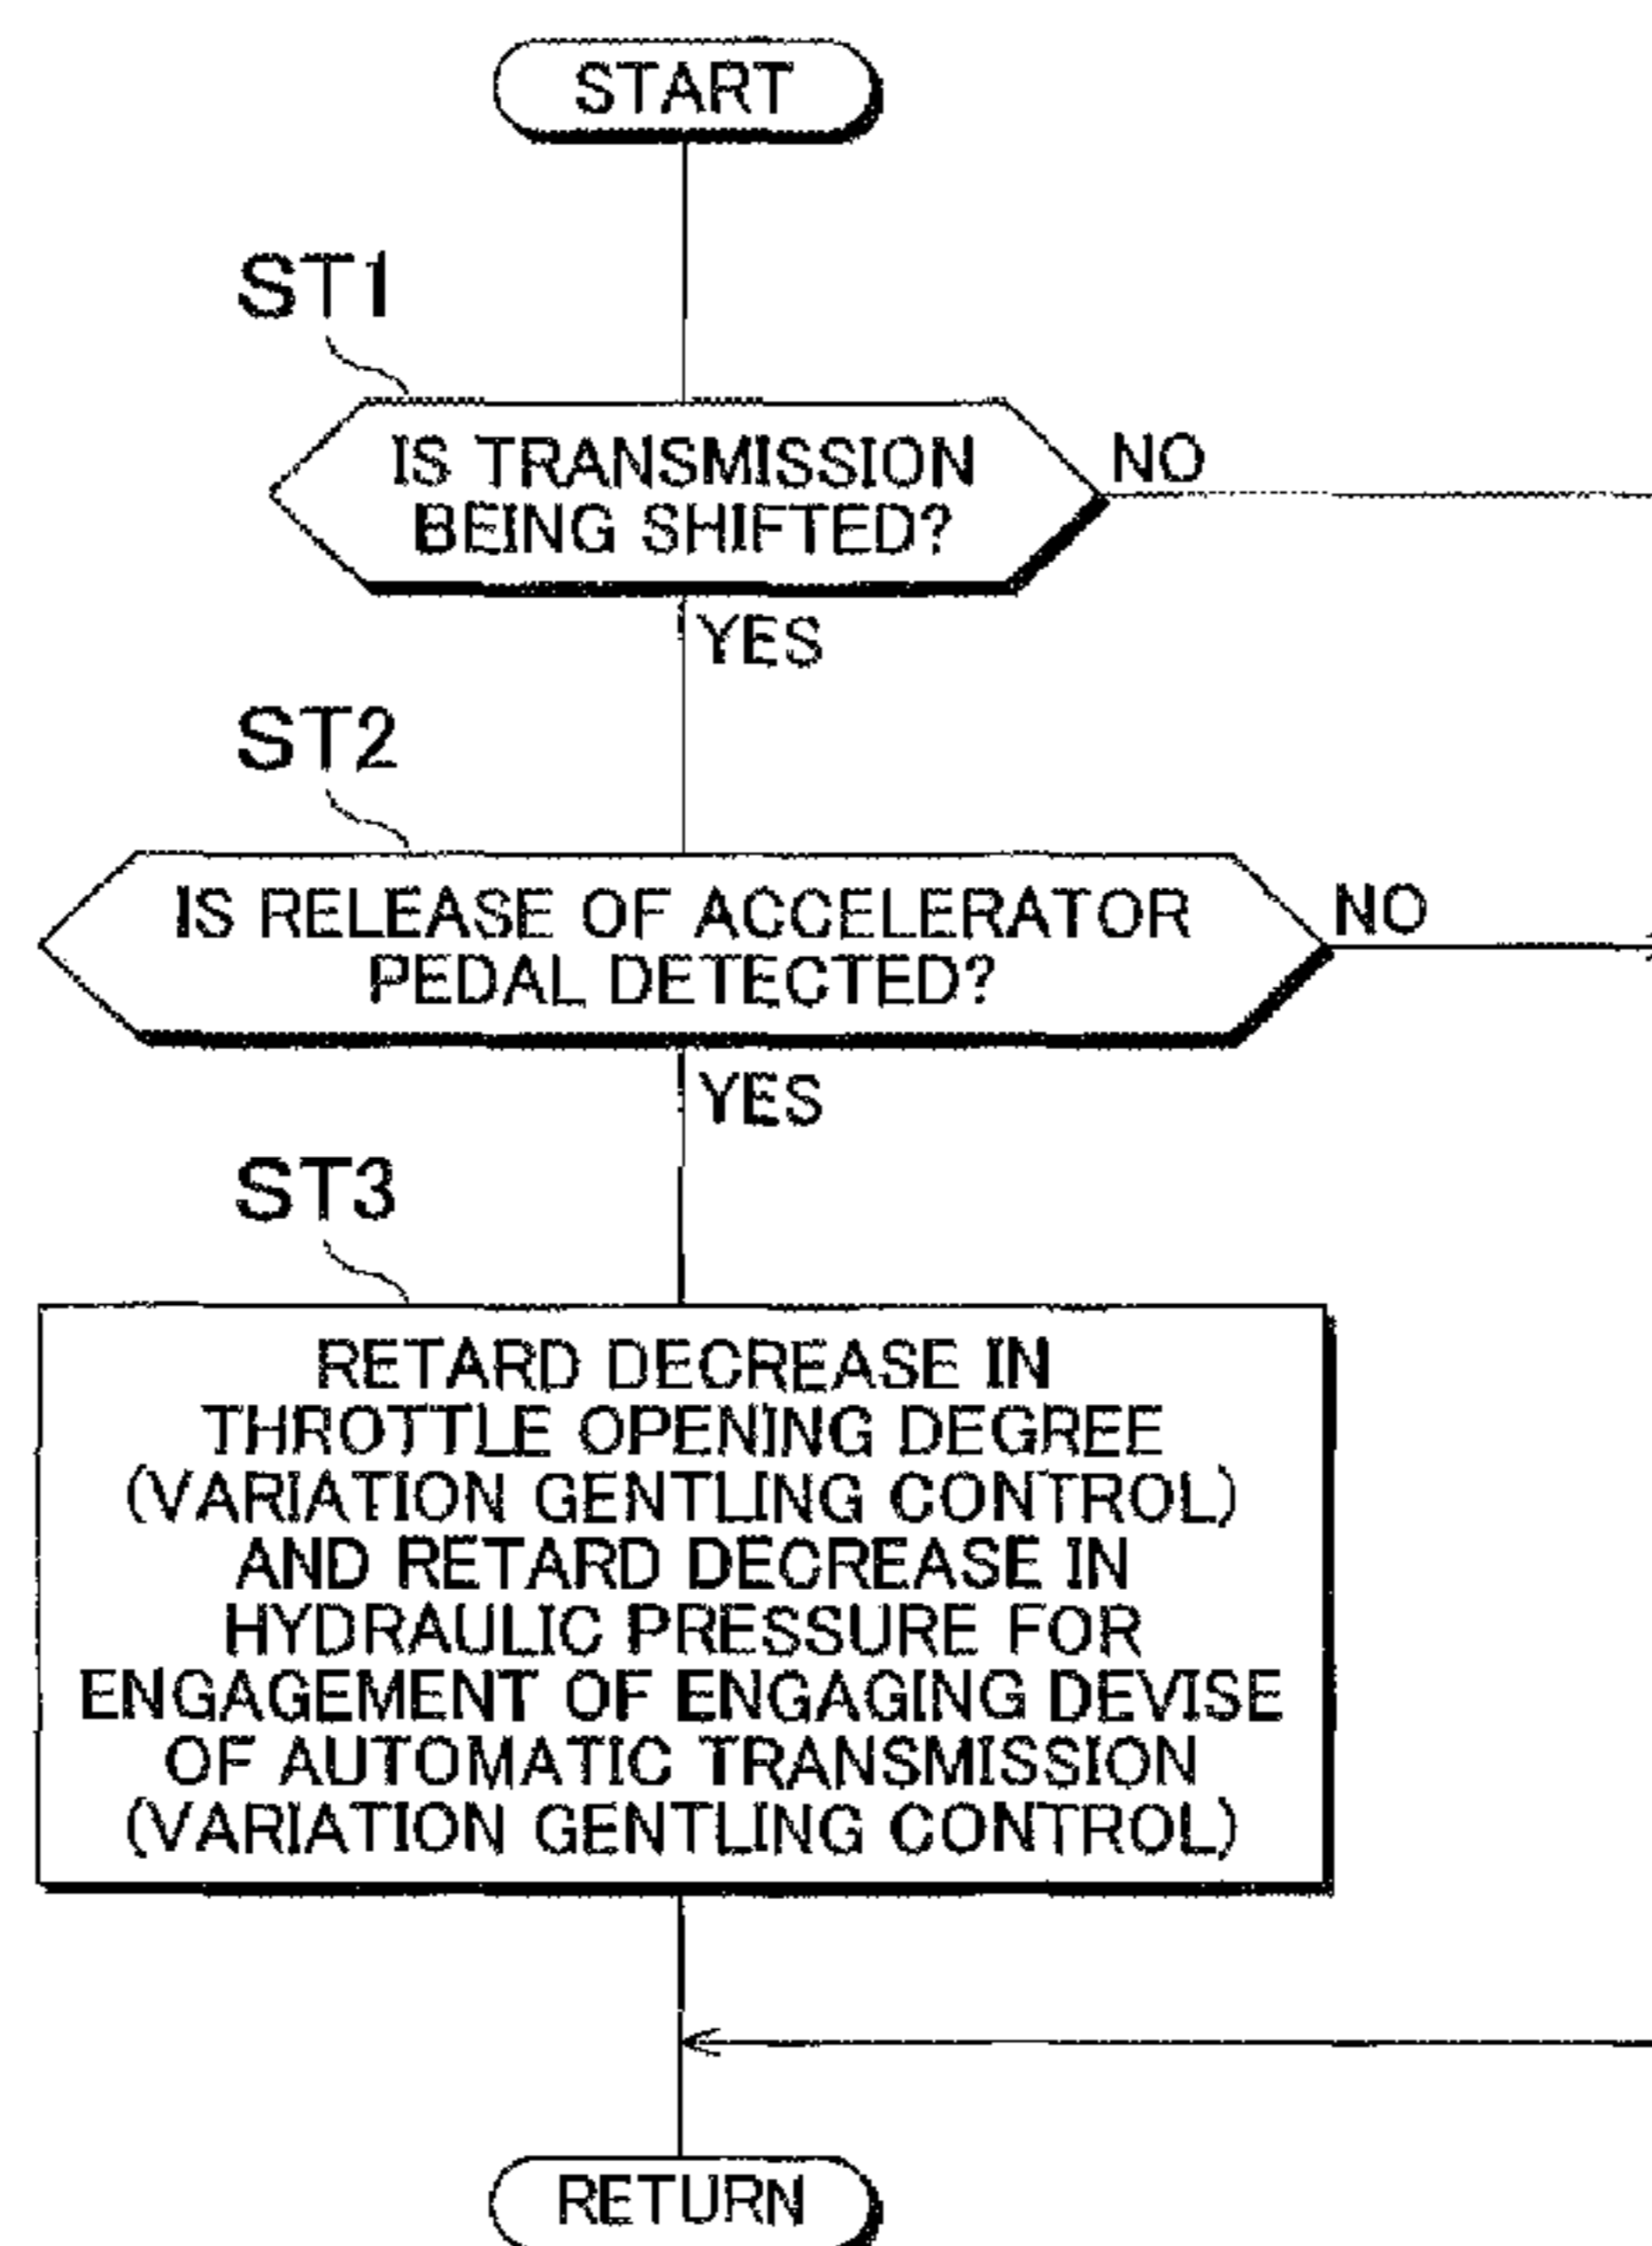 START
ST1
IS TRANSMISSION
BEING SHIFTED?
NO
YES
ST2
IS RELEASE OF ACCELERATOR
PEDAL DETECTED?
NO
YES
ST3
RETARD DECREASE IN
THROTTLE OPENING DEGREE
(VARIATION GENTLING CONTROL)
AND RETARD DECREASE IN
HYDRAULIC PRESSURE FOR
ENGAGEMENT OF ENGAGING DEVISE
OF AUTOMATIC TRANSMISSION
(VARIATION GENTLING CONTROL)
RETURN